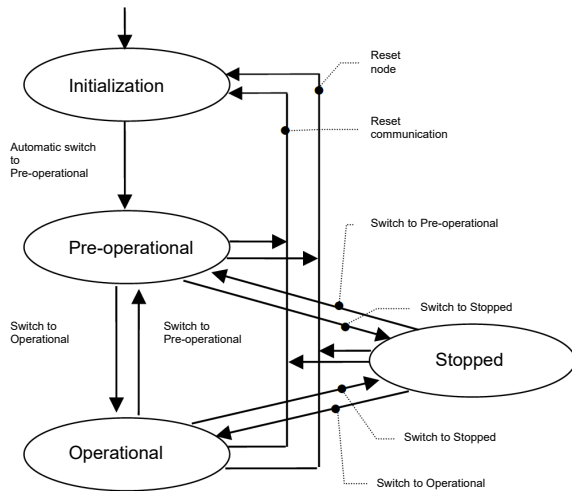 Reset
node
Initialization
Reset
communication
Automatic switch
to
Pre-operational
Switch to Pre-operational
Pre-operational
Switch to Stopped
Switch to
Operational
Switch to
Pre-operational
Stopped
Switch to Stopped
Operational
Switch to Operational